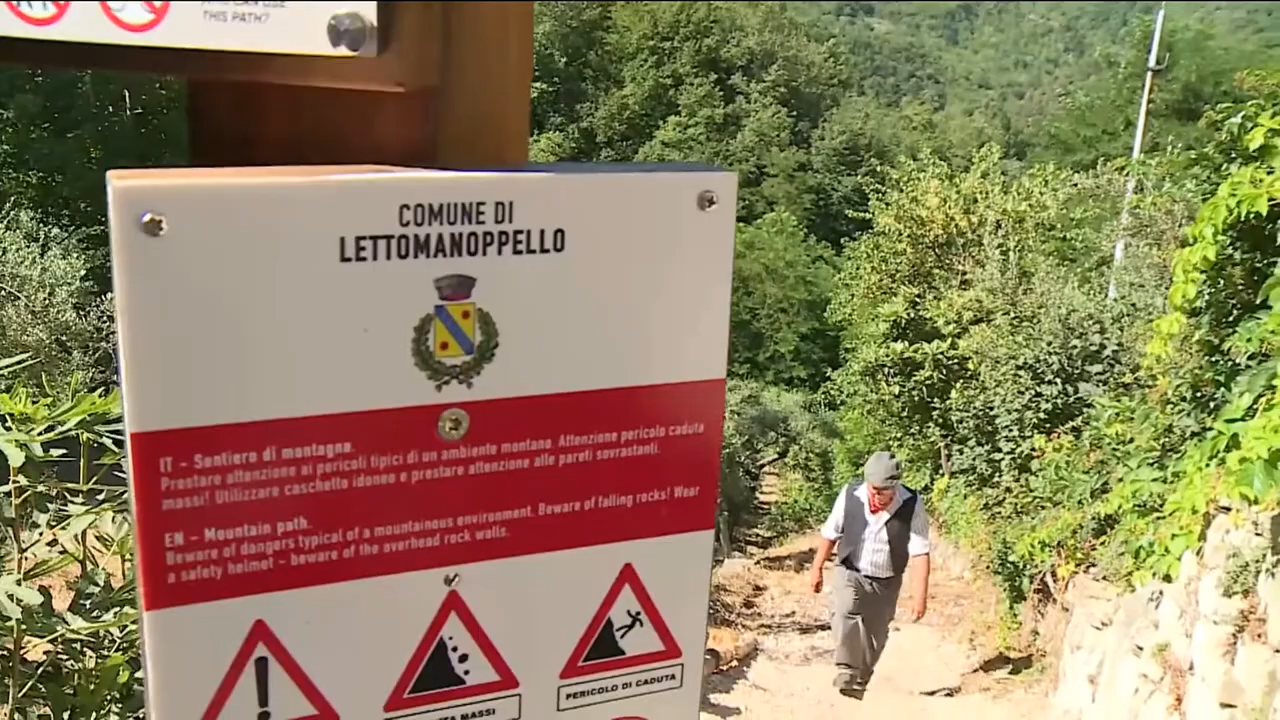 THIS PATH?
COMUNE DI
LETTOMANOPPELLO
IT - Sentiero di montagna.
Prestare attenzione ai pericoli tipici di un ambiente montano. Attenzione pericolo caduta
massi! Utilizzare caschetto idoneo e prestare attenzione alle pareti sovrastanti.
EN - Mountain path.
Beware of dangers typical of a mountainous environment. Beware of falling rocks! Wear
a safety helmet - beware of the overhead rock walls.
MASSI
PERICOLO DI CADUTA